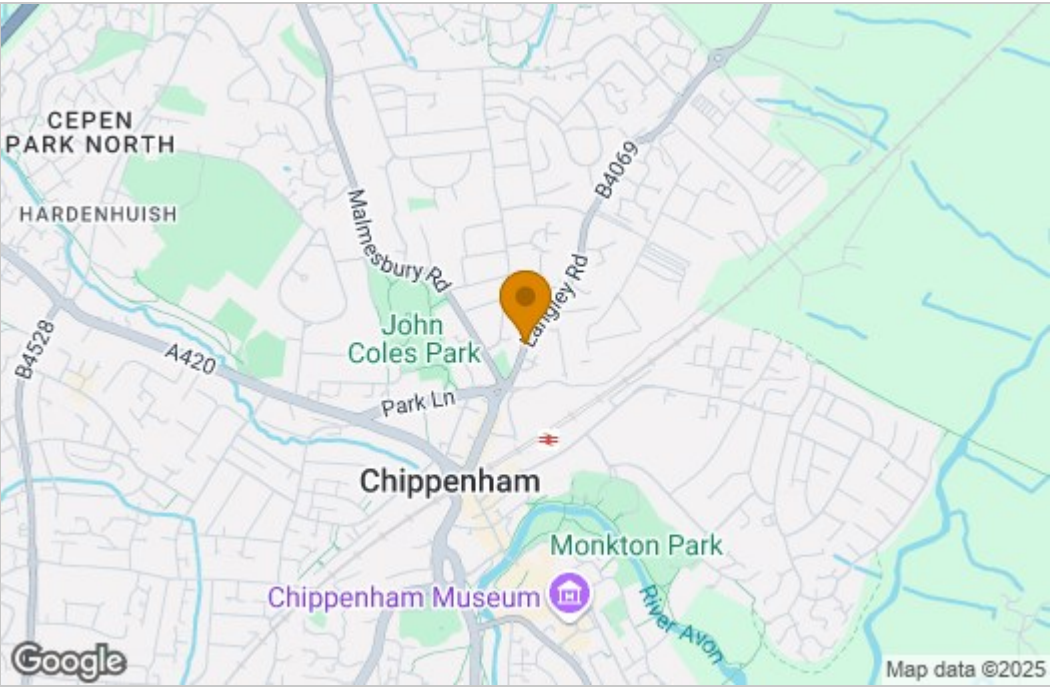 CEPEN
PARK NORTH
HARDENHUISH
B4069
Malmesbury Rd
Langley Rd
John
Coles Park
B4528
A420
Park Ln
Chippenham
Monkton Park
Chippenham Museum
River Avon
Google
Map data ©2025